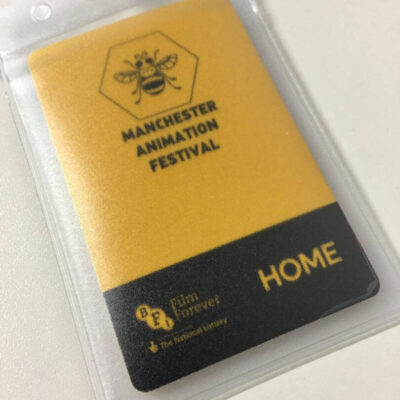 MANCHESTER
ANIMATION
FESTIVAL
HOME
BFI
Film
Forever
The National Lottery